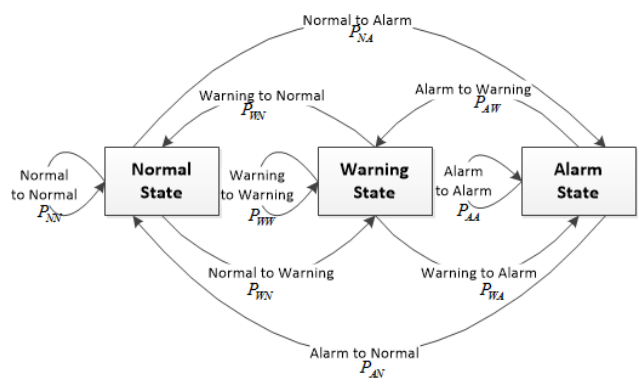 Normal to Alarm
P_NA
Warning to Normal
P_WN
Alarm to Warning
P_AW
Normal
to Normal
P_NN
Normal
State
Warning
to Warning
P_WW
Warning
State
Alarm
to Alarm
P_AA
Alarm
State
Normal to Warning
P_WN
Warning to Alarm
P_WA
Alarm to Normal
P_AN